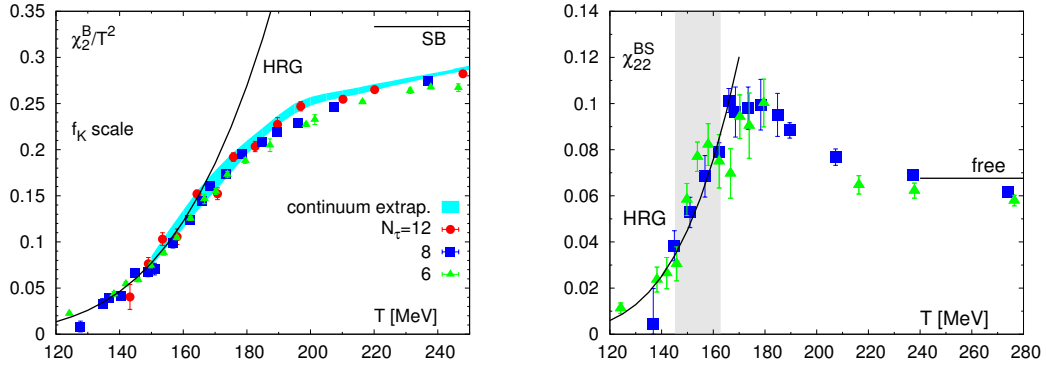 χ₂ᴮ/T²
SB
HRG
f_K scale
continuum extrap.
N_τ=12
8
6
T [MeV]
0
0.05
0.1
0.15
0.2
0.25
0.3
0.35
120 140 160 180 200 220 240
χ₂₂ᴮˢ
free
HRG
T [MeV]
0
0.02
0.04
0.06
0.08
0.1
0.12
0.14
120 140 160 180 200 220 240 260 280